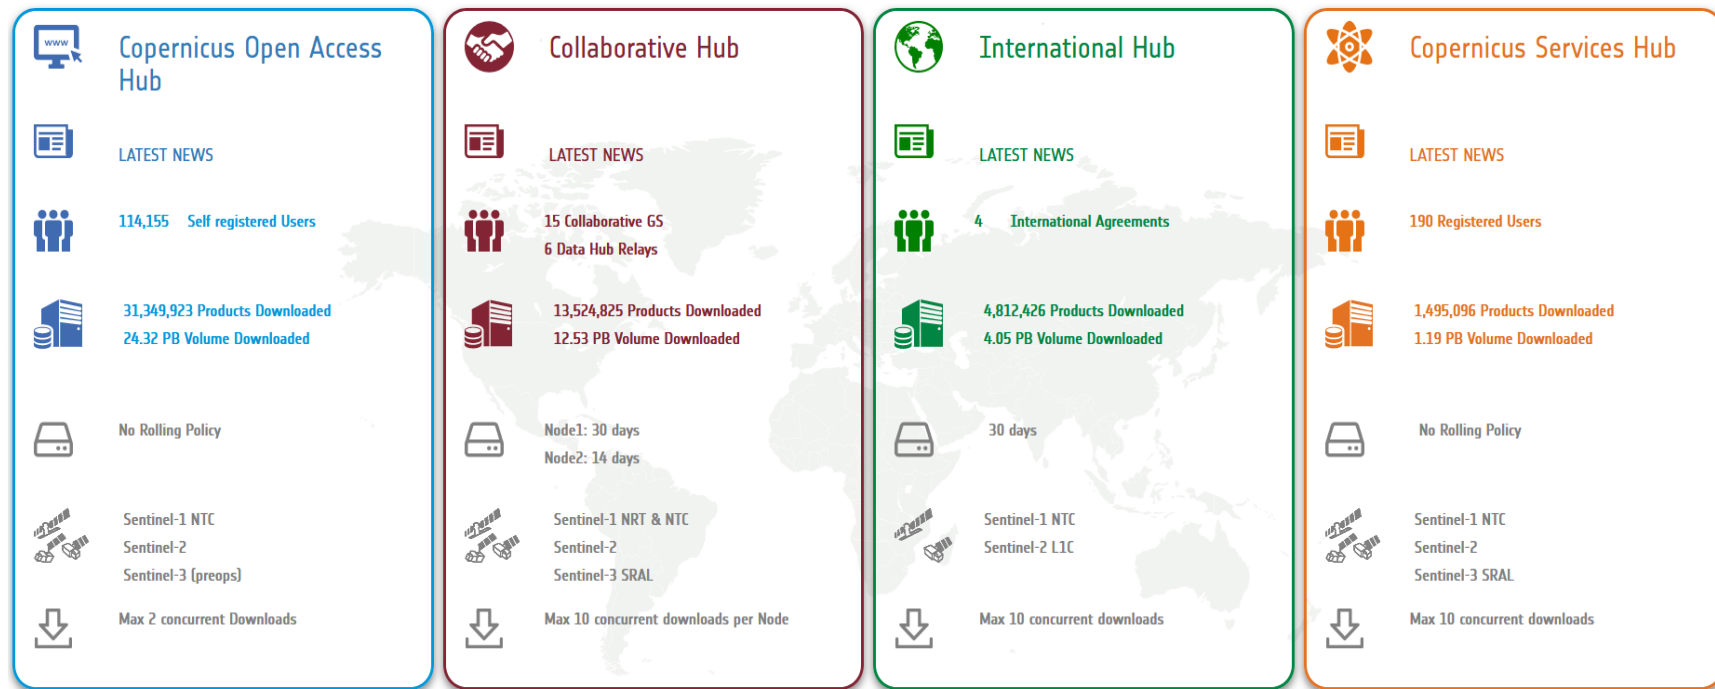 www
Copernicus Open Access
Hub
LATEST NEWS
114,155 Self registered Users
31,349,923 Products Downloaded
24.32 PB Volume Downloaded
No Rolling Policy
Sentinel-1 NTC
Sentinel-2
Sentinel-3 (preops)
Max 2 concurrent Downloads
Collaborative Hub
LATEST NEWS
15 Collaborative GS
6 Data Hub Relays
13,524,825 Products Downloaded
12.53 PB Volume Downloaded
Node1: 30 days
Node2: 14 days
Sentinel-1 NRT & NTC
Sentinel-2
Sentinel-3 SRAL
Max 10 concurrent downloads per Node
International Hub
LATEST NEWS
4 International Agreements
4,812,426 Products Downloaded
4.05 PB Volume Downloaded
30 days
Sentinel-1 NTC
Sentinel-2 L1C
Max 10 concurrent downloads
Copernicus Services Hub
LATEST NEWS
190 Registered Users
1,495,096 Products Downloaded
1.19 PB Volume Downloaded
No Rolling Policy
Sentinel-1 NTC
Sentinel-2
Sentinel-3 SRAL
Max 10 concurrent downloads